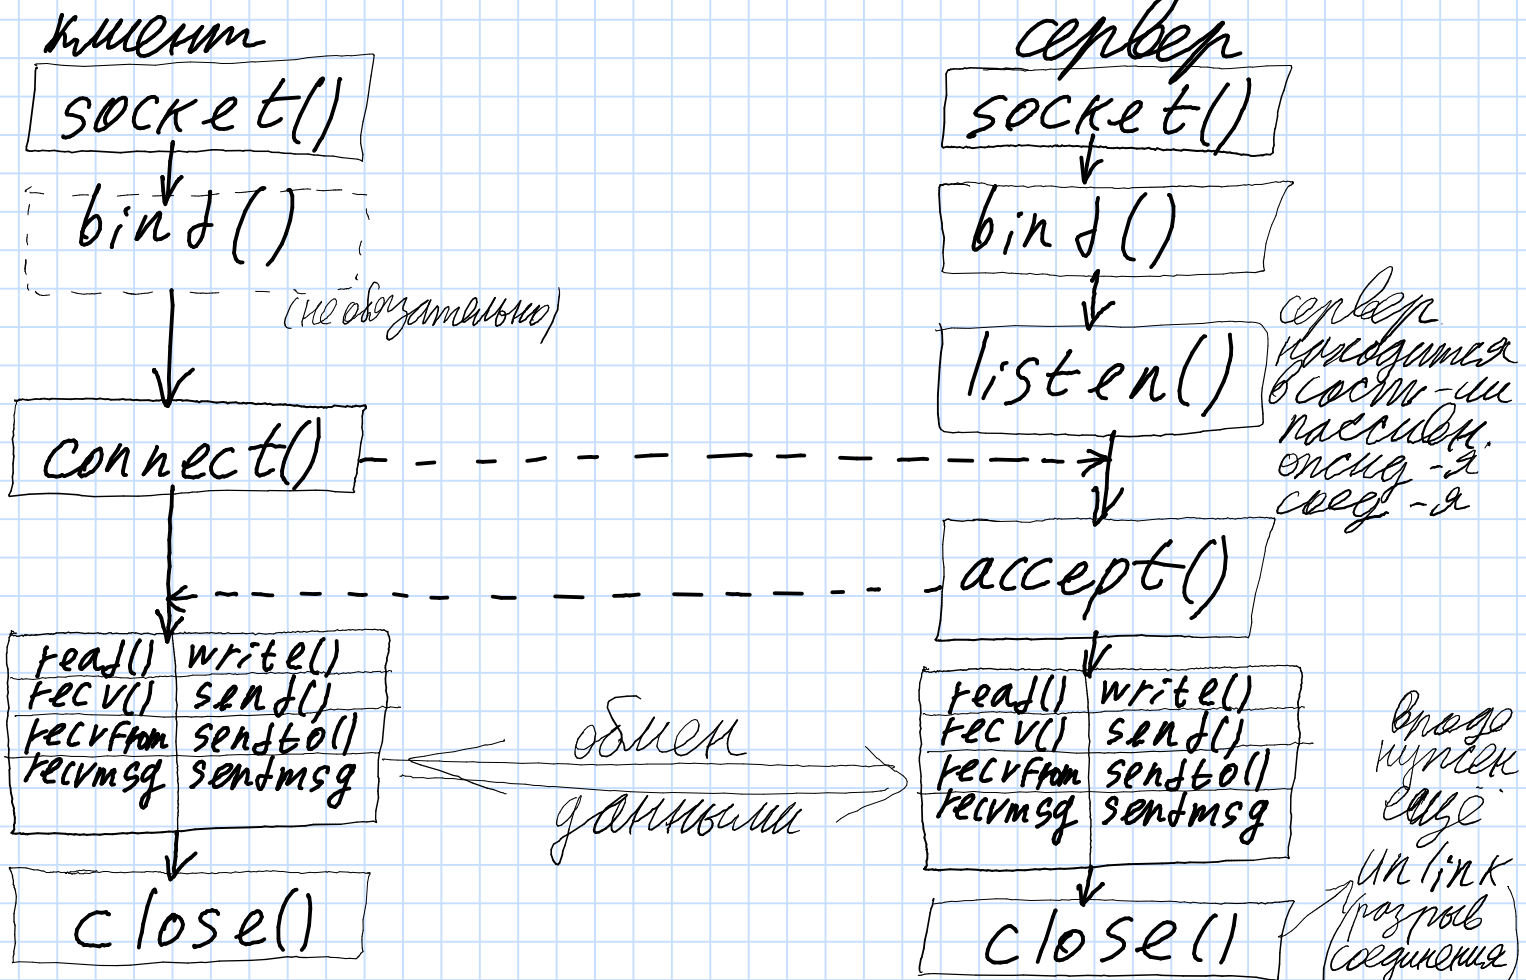 клиент
socket()
bind()
(необязательно)
connect()
read() write()
recv() send()
recvfrom sendto()
recvmsg sendmsg
close()
обмен
данными
сервер
socket()
bind()
listen()
сервер
находится
в сост-ии
пассивн.
ожид-я
соед-я
accept()
read() write()
recv() send()
recvfrom sendto()
recvmsg sendmsg
close()
вроде
нужен
ещё
unlink
(разрыв
соединения)